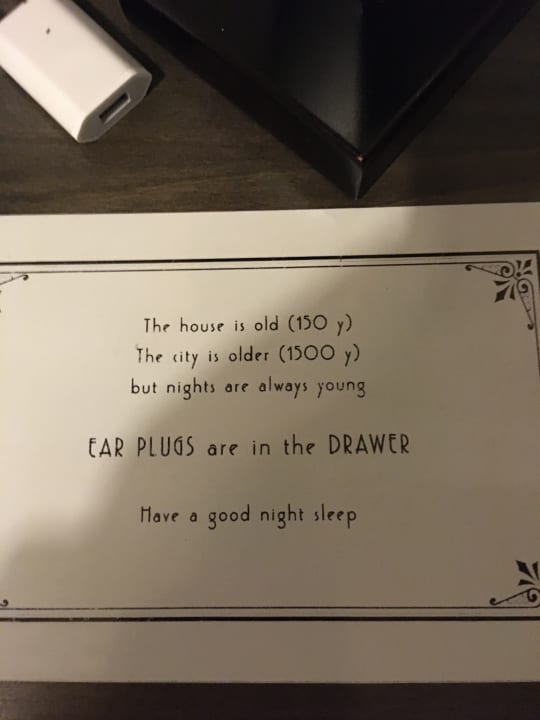 The house is old (150 y)
The city is older (1500 y)
but nights are always young
EAR PLUGS are in the DRAWER
Have a good night sleep